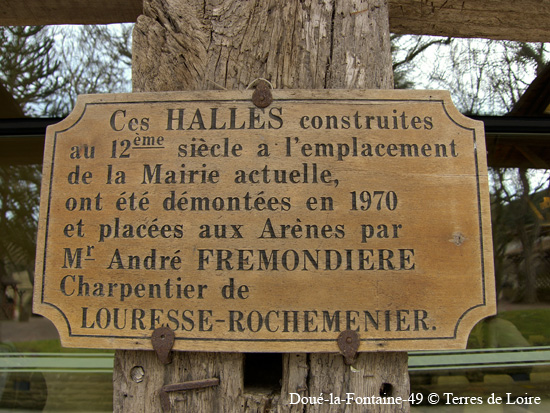 Ces HALLES construites
au 12ème siècle a l'emplacement
de la Mairie actuelle,
ont été démontées en 1970
et placées aux Arènes par
Mr André FREMONDIERE
Charpentier de
LOURESSE-ROCHEMENIER.
Doué-la-Fontaine-49 © Terres de Loire